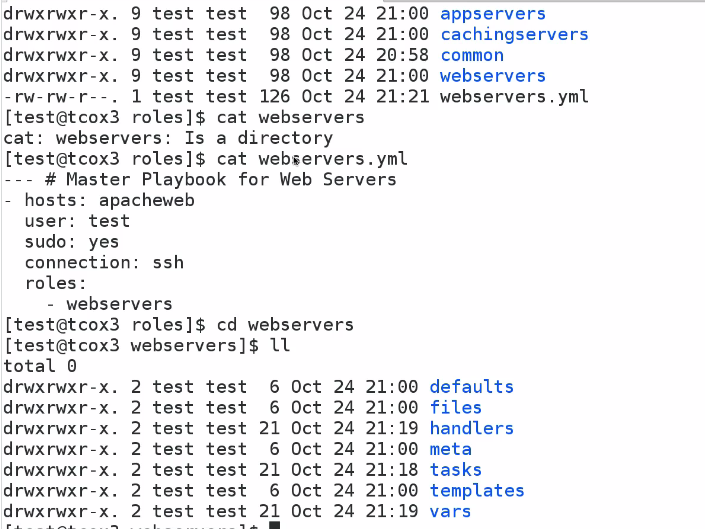 drwxrwxr-x. 9 test test  98 Oct 24 21:00 appservers
drwxrwxr-x. 9 test test  98 Oct 24 21:00 cachingservers
drwxrwxr-x. 9 test test  98 Oct 24 20:58 common
drwxrwxr-x. 9 test test  98 Oct 24 21:00 webservers
-rw-rw-r--. 1 test test 126 Oct 24 21:21 webservers.yml
[test@tcox3 roles]$ cat webservers
cat: webservers: Is a directory
[test@tcox3 roles]$ cat webservers.yml
--- # Master Playbook for Web Servers
- hosts: apacheweb
  user: test
  sudo: yes
  connection: ssh
  roles:
    - webservers
[test@tcox3 roles]$ cd webservers
[test@tcox3 webservers]$ ll
total 0
drwxrwxr-x. 2 test test  6 Oct 24 21:00 defaults
drwxrwxr-x. 2 test test  6 Oct 24 21:00 files
drwxrwxr-x. 2 test test 21 Oct 24 21:19 handlers
drwxrwxr-x. 2 test test  6 Oct 24 21:00 meta
drwxrwxr-x. 2 test test 21 Oct 24 21:18 tasks
drwxrwxr-x. 2 test test  6 Oct 24 21:00 templates
drwxrwxr-x. 2 test test 21 Oct 24 21:19 vars
[test@tcox3 webservers]$